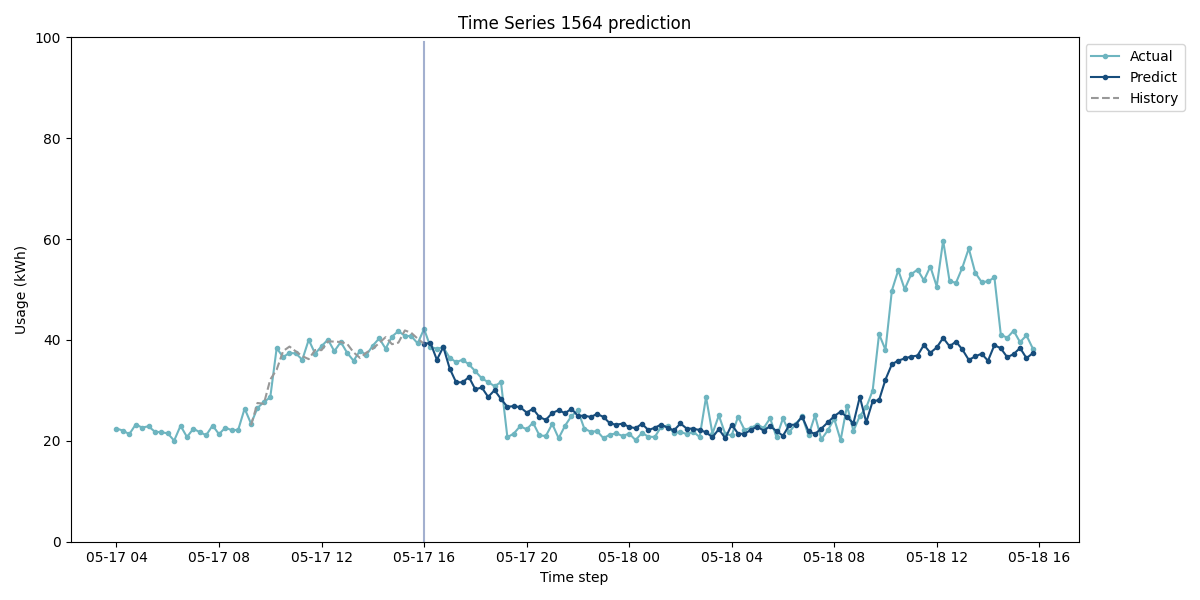 Time Series 1564 prediction
100
80
60
40
20
0
Usage (kWh)
05-17 04
05-17 08
05-17 12
05-17 16
05-17 20
05-18 00
05-18 04
05-18 08
05-18 12
05-18 16
Time step
Actual
Predict
History